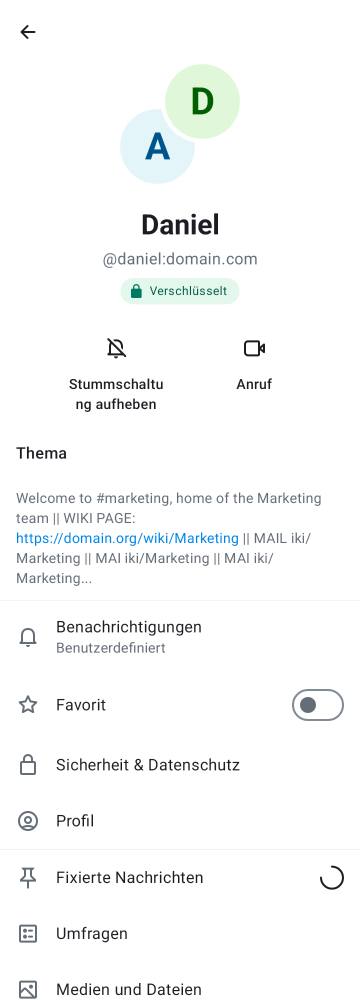 D
A
Daniel
@daniel:domain.com
Verschlüsselt
Stummschaltu
ng aufheben
Anruf
Thema
Welcome to #marketing, home of the Marketing
team || WIKI PAGE:
https://domain.org/wiki/Marketing || MAIL iki/
Marketing || MAI iki/Marketing || MAI iki/
Marketing...
Benachrichtigungen
Benutzerdefiniert
Favorit
Sicherheit & Datenschutz
Profil
Fixierte Nachrichten
Umfragen
Medien und Dateien